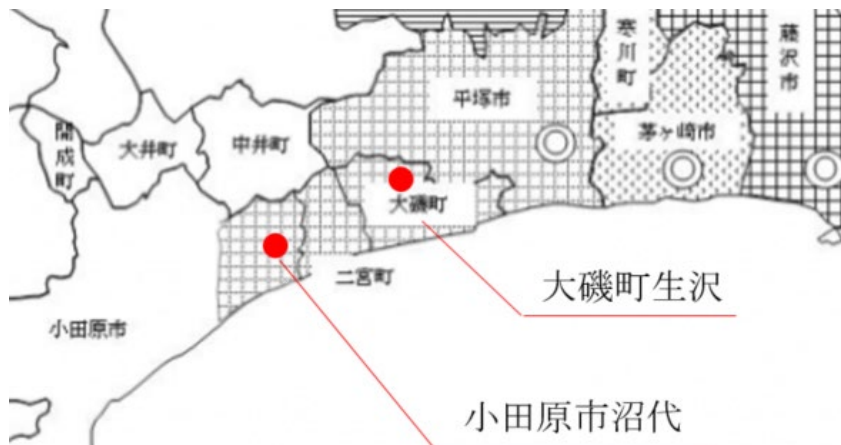 寒川町
藤沢市
平塚市
茅ヶ崎市
開成町
大井町
中井町
大磯町
二宮町
大磯町生沢
小田原市
小田原市沼代